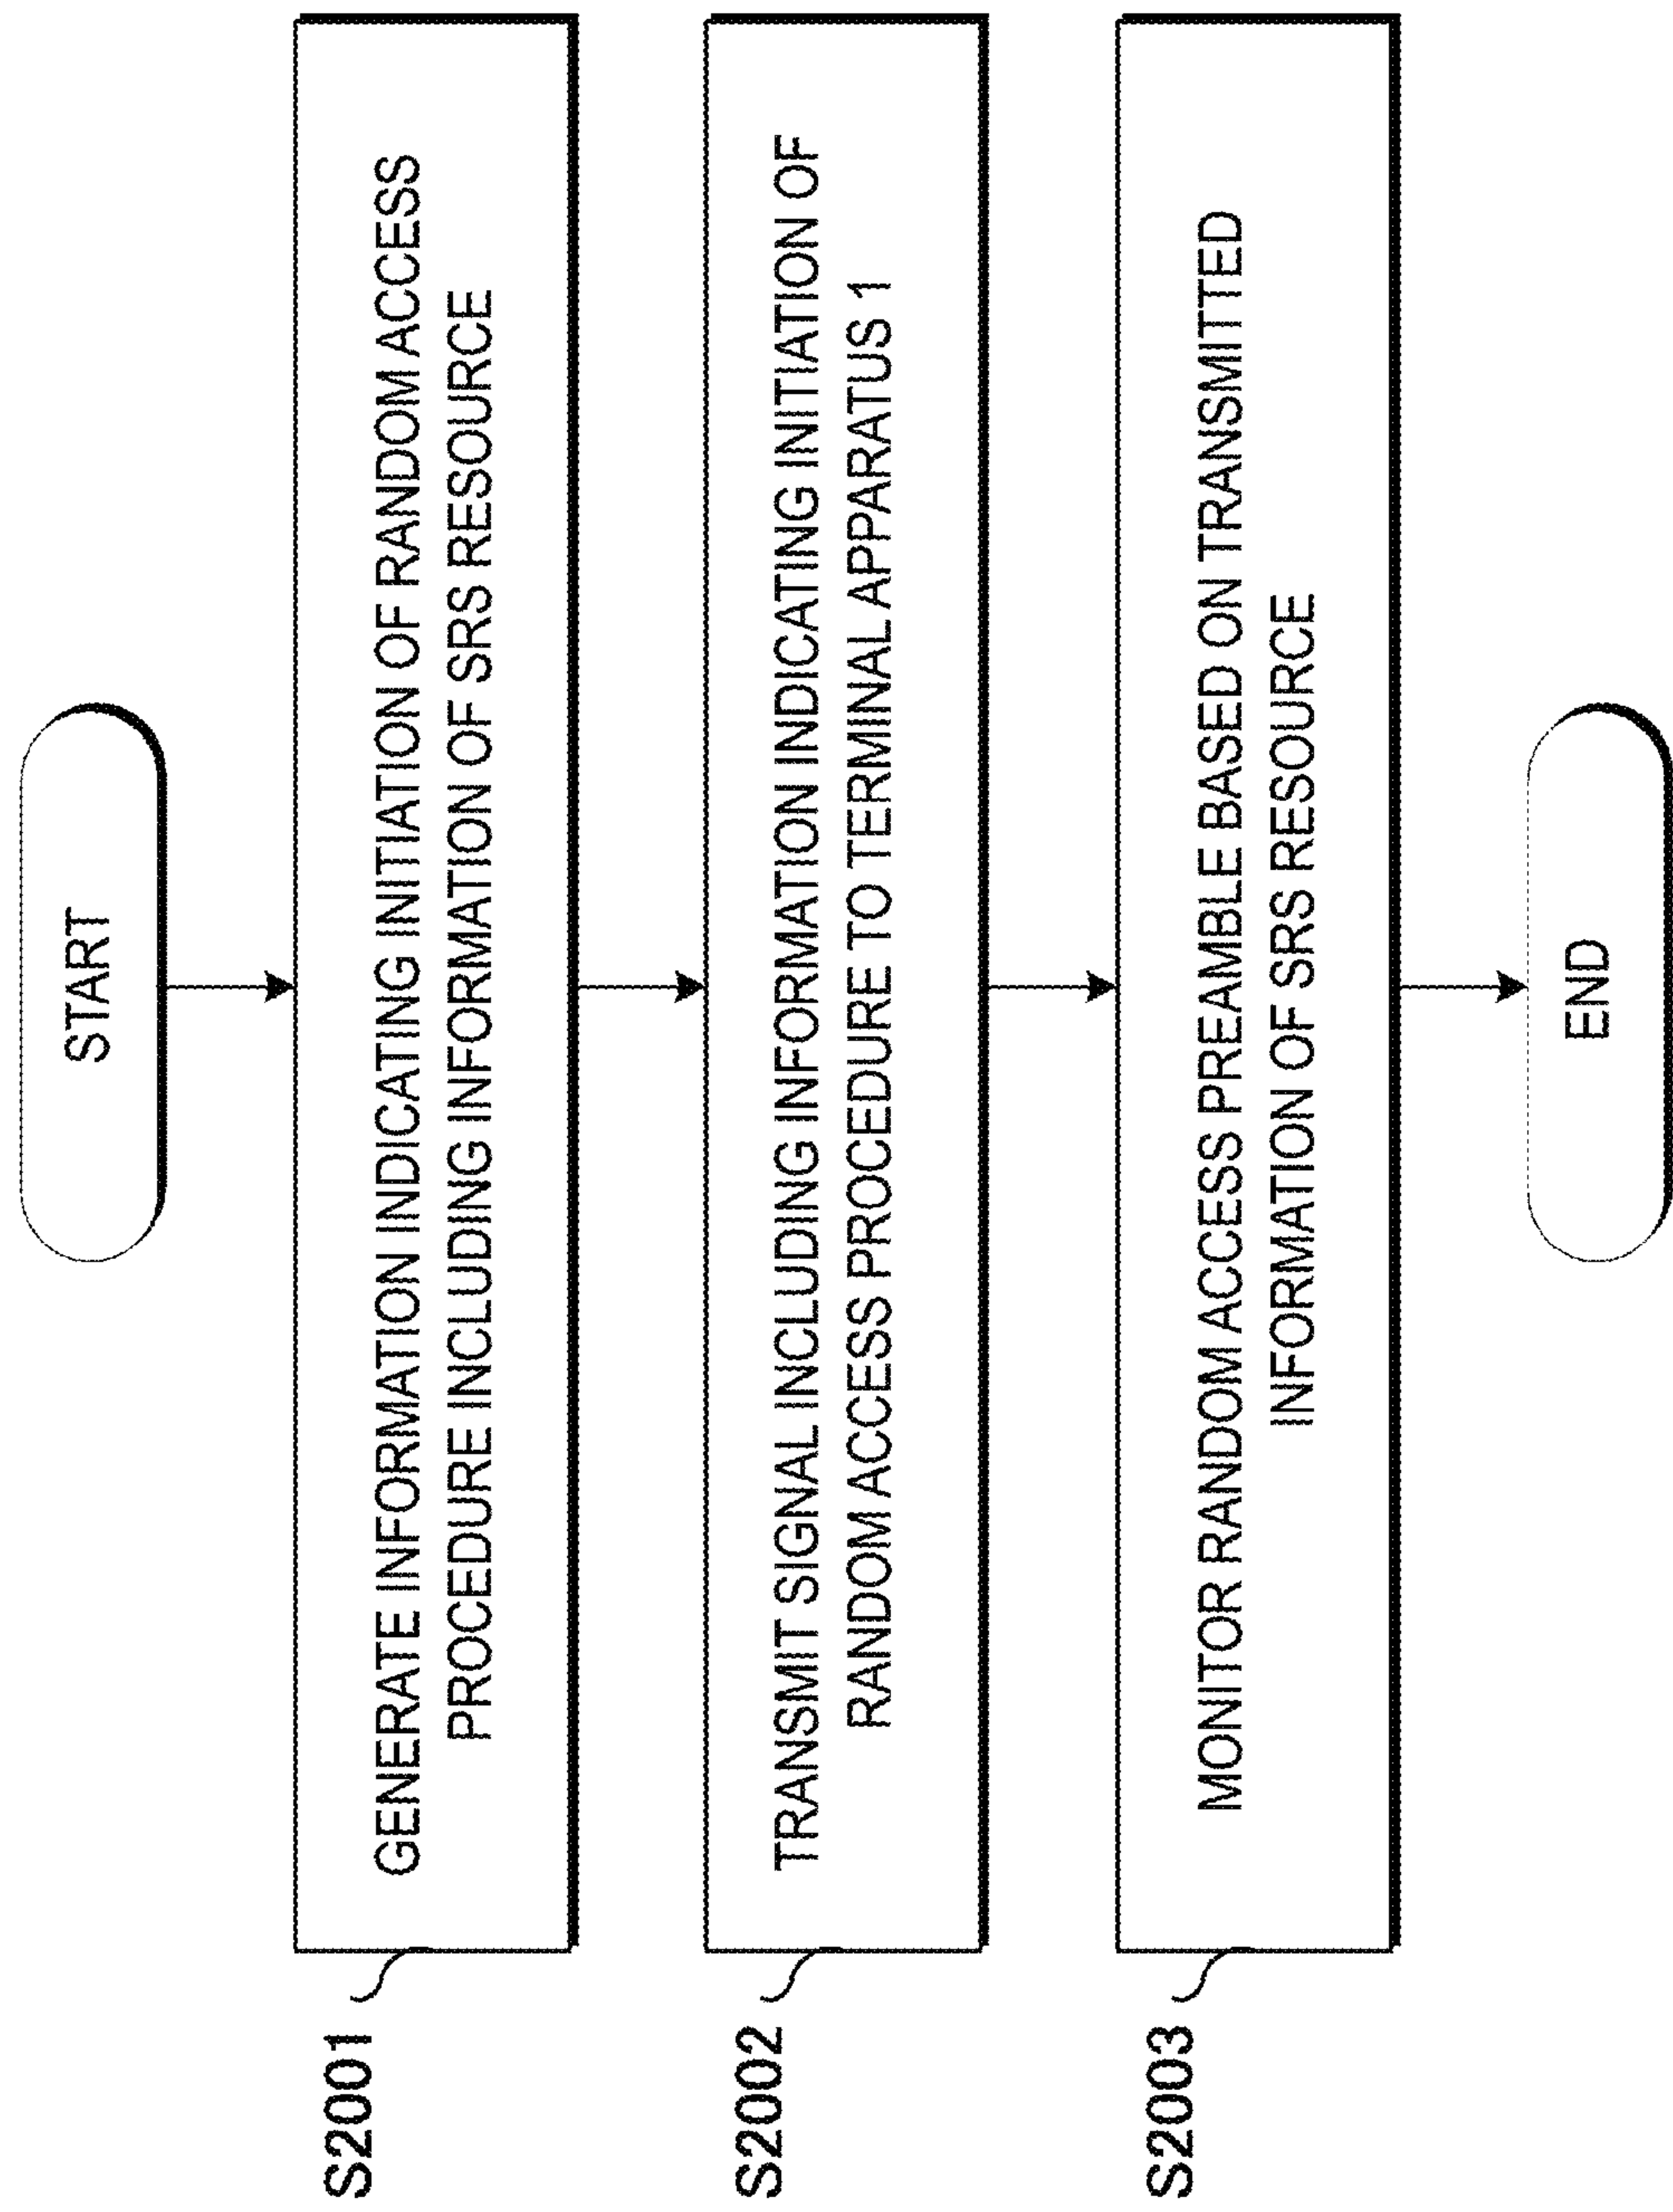 START
S2001
GENERATE INFORMATION INDICATING INITIATION OF RANDOM ACCESS
PROCEDURE INCLUDING INFORMATION OF SRS RESOURCE
S2002
TRANSMIT SIGNAL INCLUDING INFORMATION INDICATING INITIATION OF
RANDOM ACCESS PROCEDURE TO TERMINAL APPARATUS 1
S2003
MONITOR RANDOM ACCESS PREAMBLE BASED ON TRANSMITTED
INFORMATION OF SRS RESOURCE
END